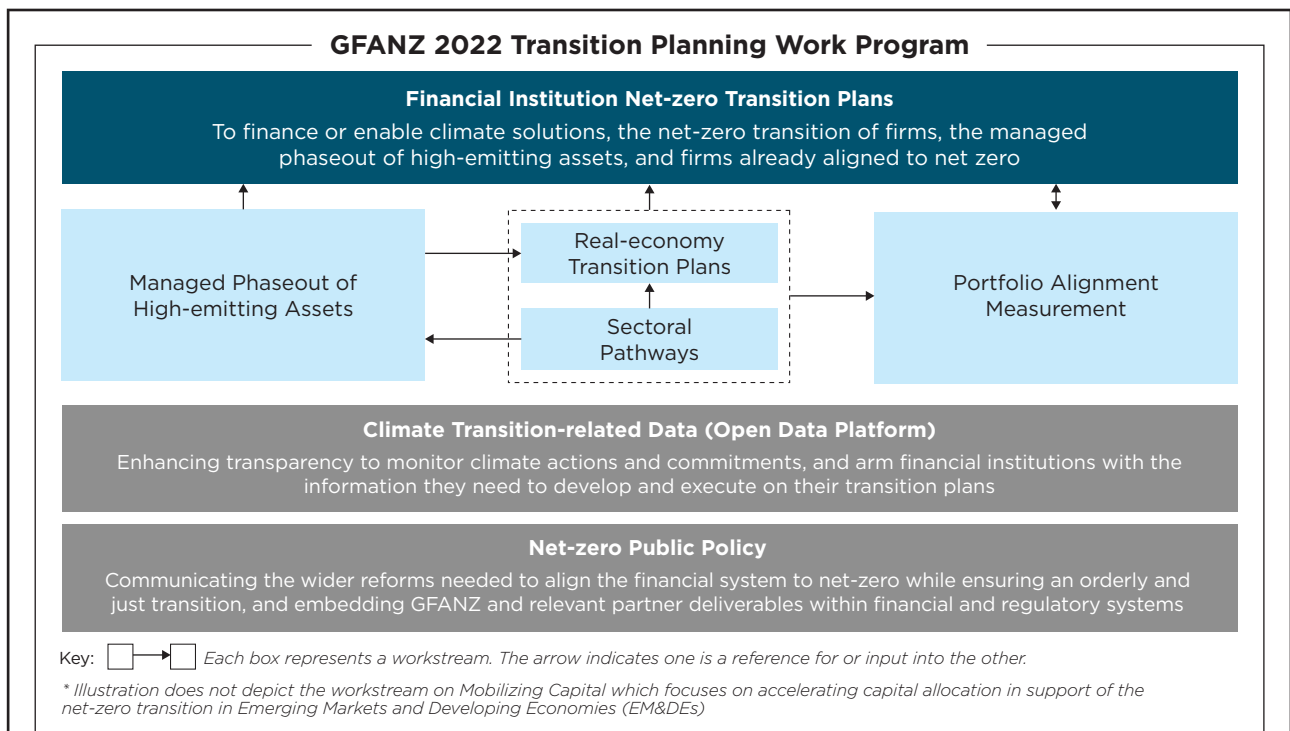 GFANZ 2022 Transition Planning Work Program
Financial Institution Net-zero Transition Plans
To finance or enable climate solutions, the net-zero transition of firms, the managed
phaseout of high-emitting assets, and firms already aligned to net zero
Managed Phaseout of
High-emitting Assets
Real-economy
Transition Plans
Sectoral
Pathways
Portfolio Alignment
Measurement
Climate Transition-related Data (Open Data Platform)
Enhancing transparency to monitor climate actions and commitments, and arm financial institutions with the
information they need to develop and execute on their transition plans
Net-zero Public Policy
Communicating the wider reforms needed to align the financial system to net-zero while ensuring an orderly and
just transition, and embedding GFANZ and relevant partner deliverables within financial and regulatory systems
Key: Each box represents a workstream. The arrow indicates one is a reference for or input into the other.
* Illustration does not depict the workstream on Mobilizing Capital which focuses on accelerating capital allocation in support of the
net-zero transition in Emerging Markets and Developing Economies (EM&DEs)